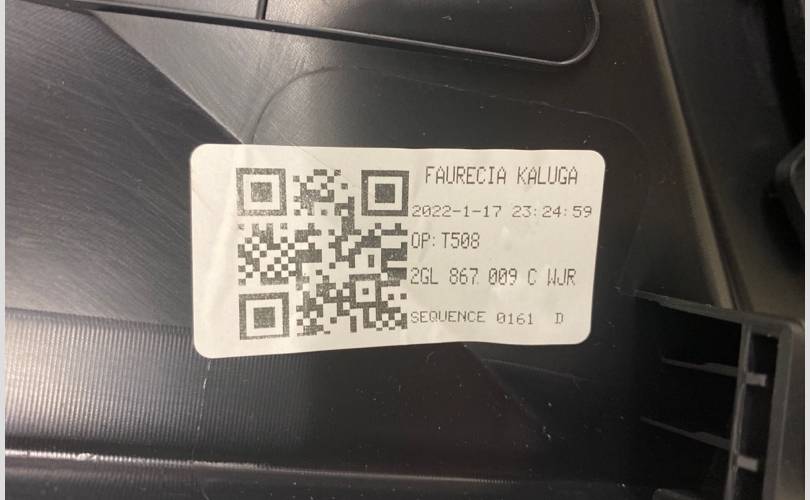 FAURECIA KALUGA
2022-1-17 23:24:59
OP:T508
2GL 867 009 C WJR
SEQUENCE 0161 D